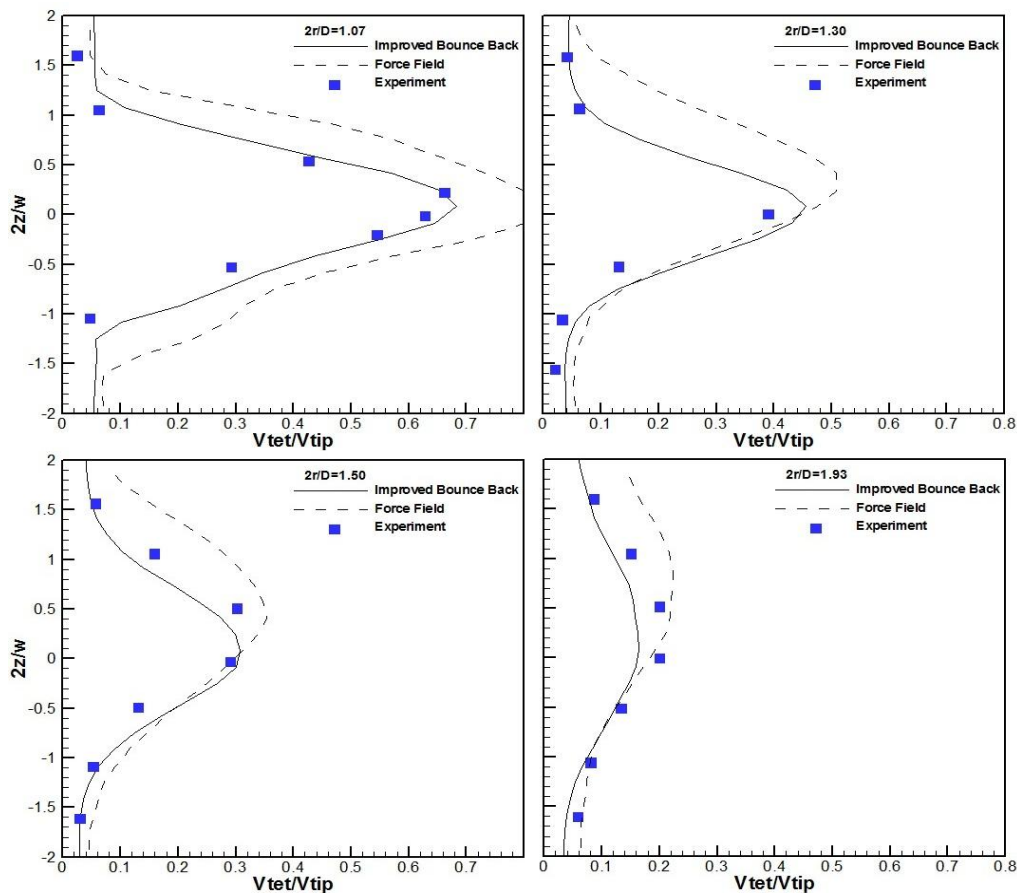 2r/D=1.07
Improved Bounce Back
Force Field
Experiment
2z/w
2
1.5
1
0.5
0
-0.5
-1
-1.5
-2
0 0.1 0.2 0.3 0.4 0.5 0.6 0.7
Vtet/Vtip
2r/D=1.30
Improved Bounce Back
Force Field
Experiment
0 0.1 0.2 0.3 0.4 0.5 0.6 0.7 0.8
Vtet/Vtip
2r/D=1.50
Improved Bounce Back
Force Field
Experiment
2z/w
2
1.5
1
0.5
0
-0.5
-1
-1.5
-2
0 0.1 0.2 0.3 0.4 0.5 0.6 0.7 0.8
Vtet/Vtip
2r/D=1.93
Improved Bounce Back
Force Field
Experiment
0 0.1 0.2 0.3 0.4 0.5 0.6 0.7 0.8
Vtet/Vtip